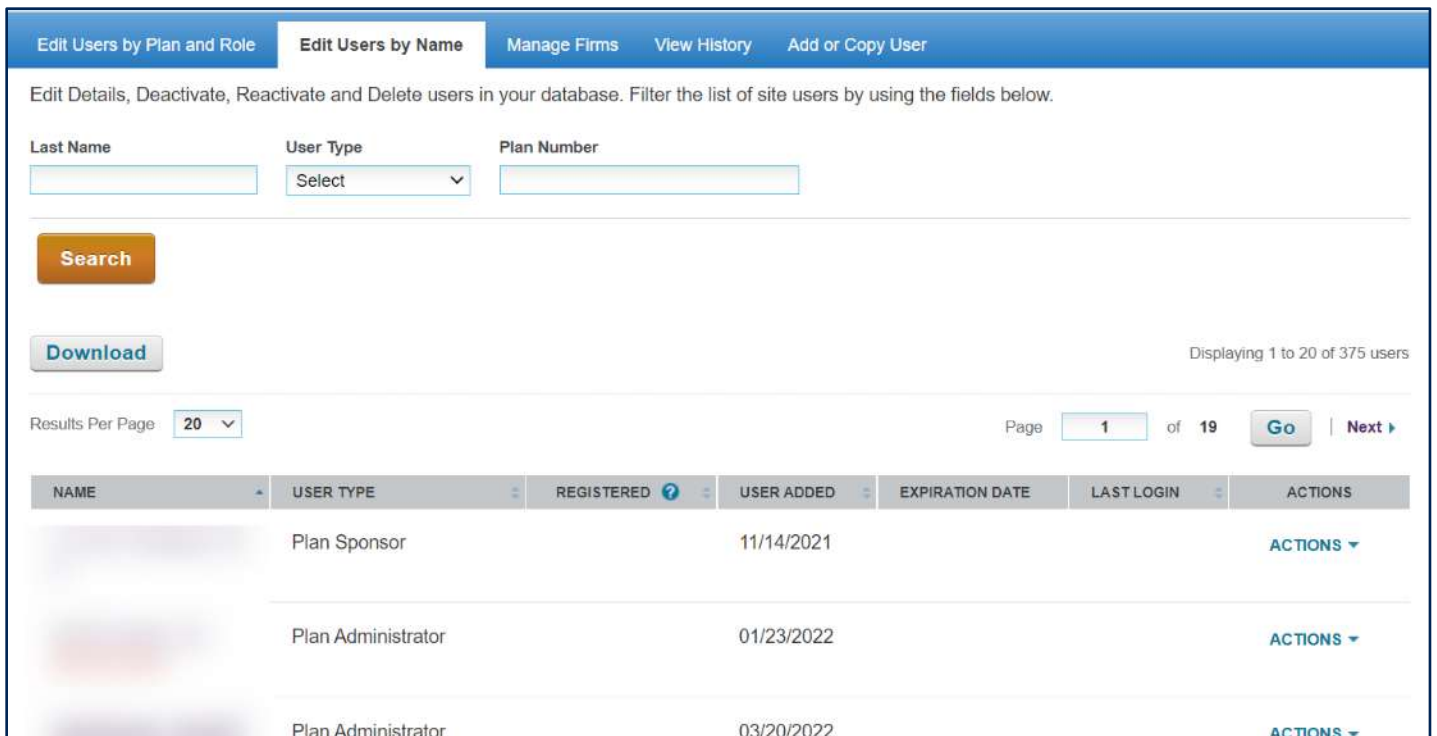 Edit Users by Plan and Role Edit Users by Name Manage Firms View History Add or Copy User
Edit Details, Deactivate, Reactivate and Delete users in your database. Filter the list of site users by using the fields below.
Last Name User Type Plan Number
Select
Search
Download Displaying 1 to 20 of 375 users
Results Per Page 20 Page 1 of 19 Go | Next
NAME USER TYPE REGISTERED ? USER ADDED EXPIRATION DATE LAST LOGIN ACTIONS
Plan Sponsor 11/14/2021 ACTIONS
Plan Administrator 01/23/2022 ACTIONS
Plan Administrator 03/20/2022 ACTIONS